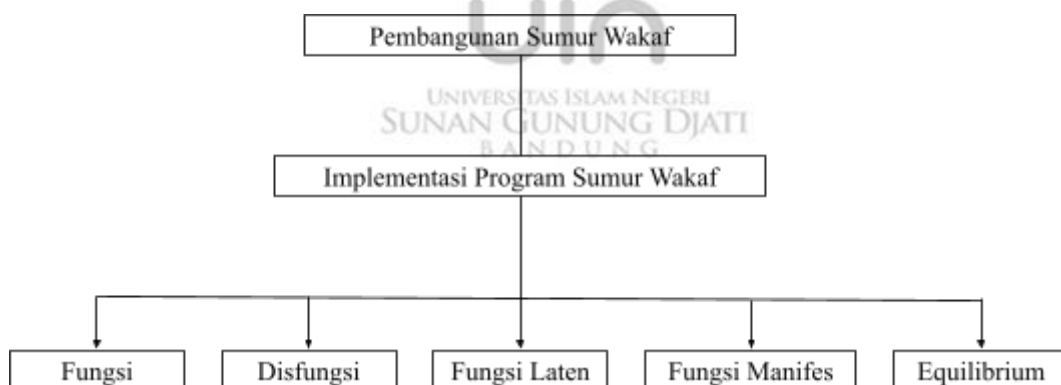 uin
Pembangunan Sumur Wakaf
UNIVERSITAS ISLAM NEGERI
SUNAN GUNUNG DJATI
BANDUNG
Implementasi Program Sumur Wakaf
Fungsi
Disfungsi
Fungsi Laten
Fungsi Manifes
Equilibrium